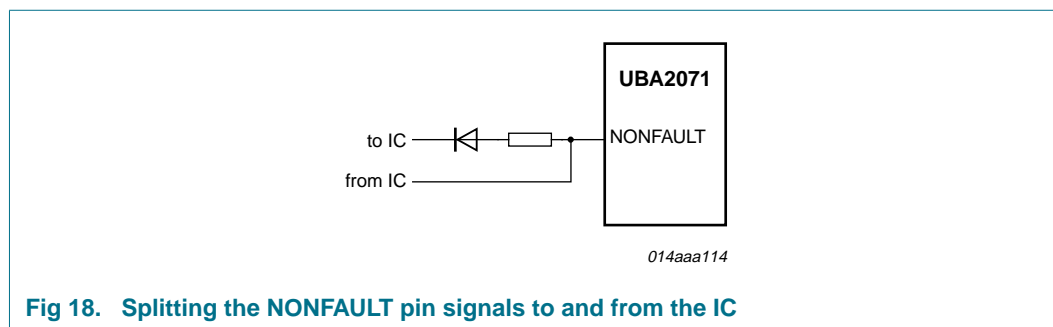 UBA2071
to IC
NONFAULT
from IC
014aaa114
Fig 18. Splitting the NONFAULT pin signals to and from the IC